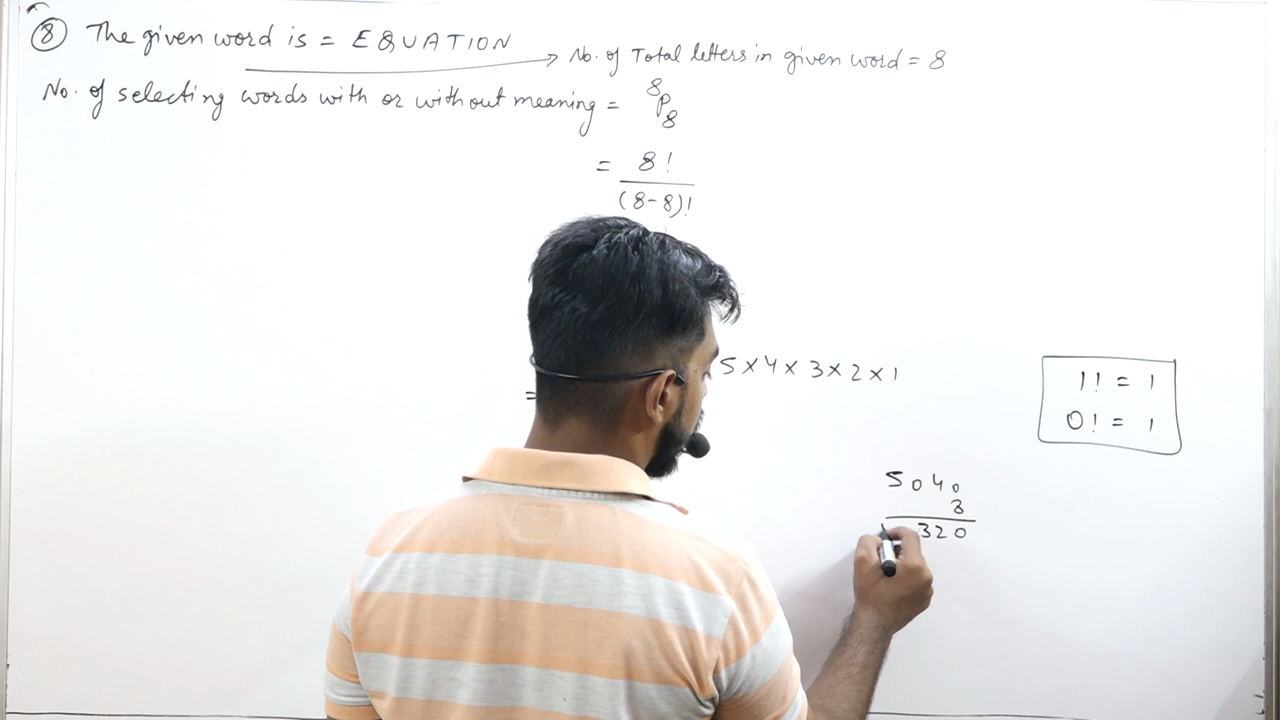 8 The given word is = EQUATION → No. of Total letters in given word = 8
No. of selecting words with or without meaning = ⁸P₈
= 8!
(8-8)!
=
5 × 4 × 3 × 2 × 1
1! = 1
0! = 1
5040
8
320